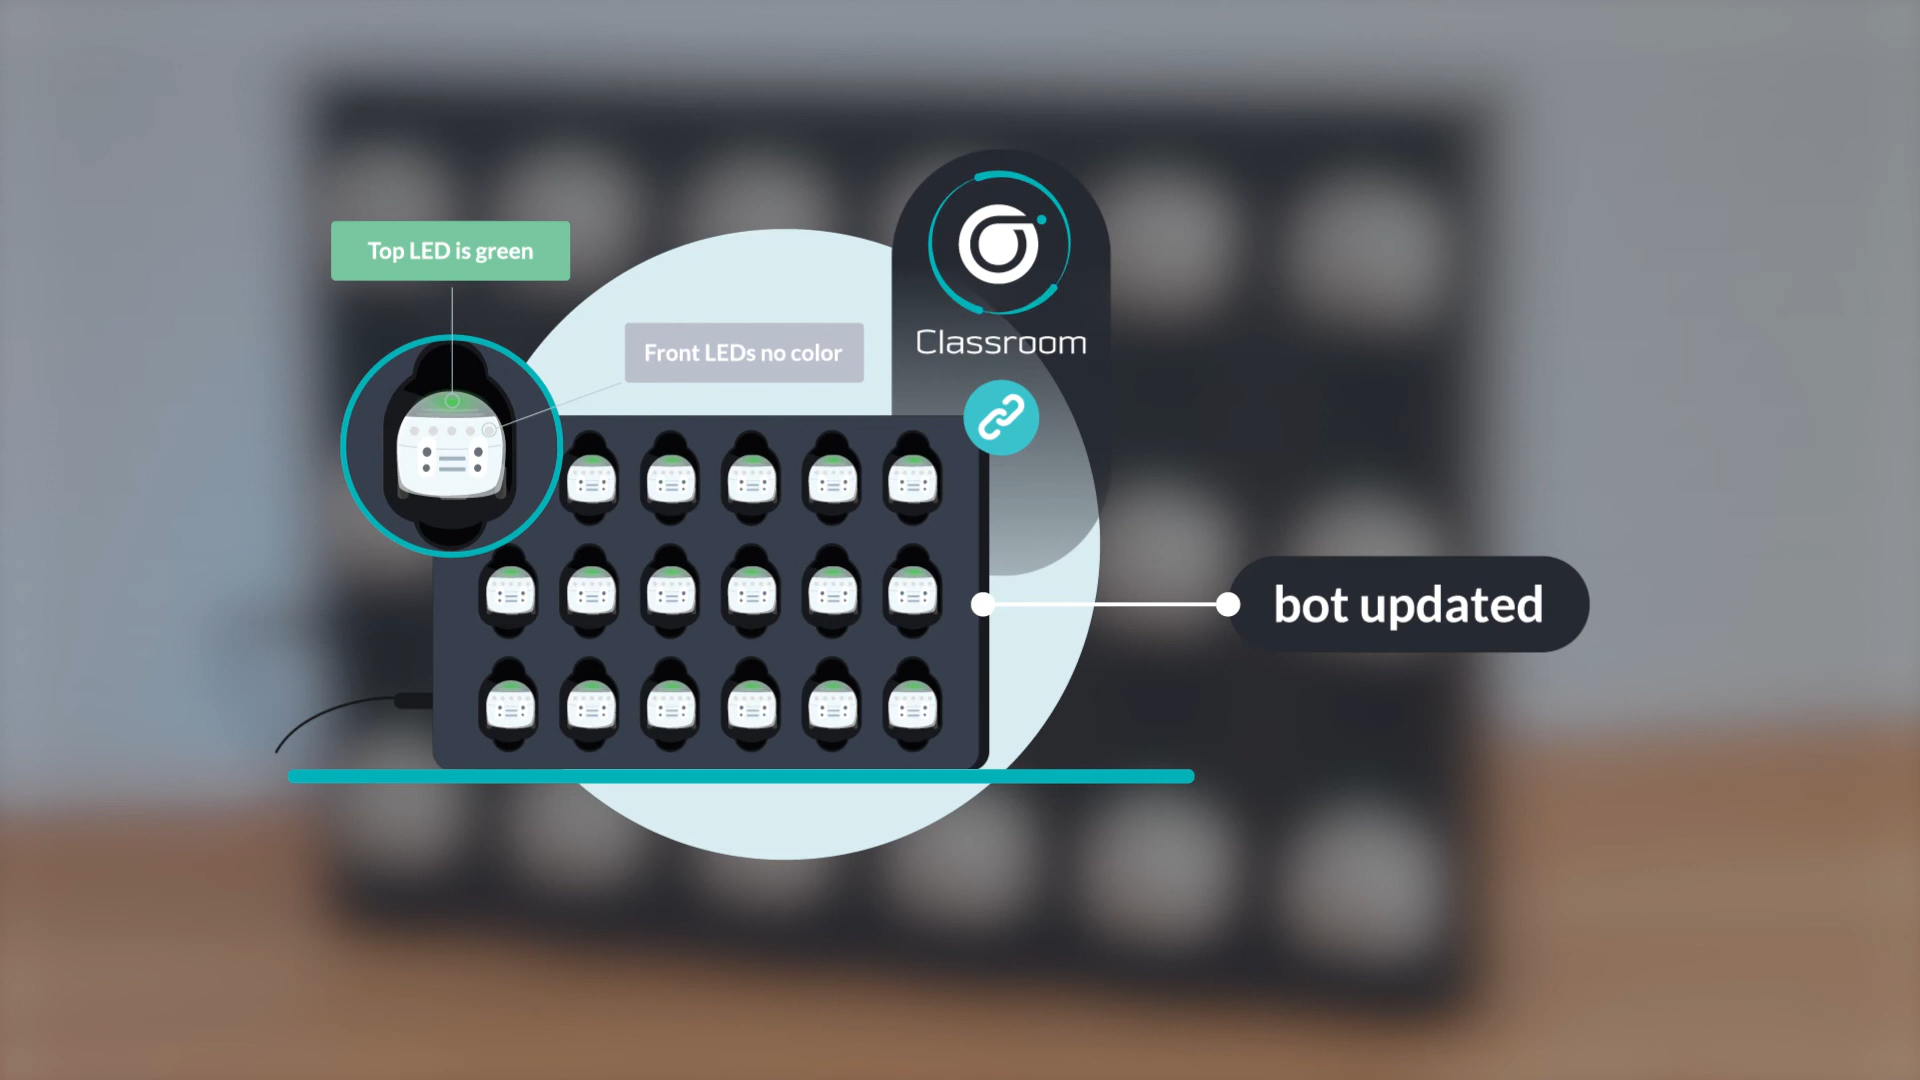 Top LED is green
Front LEDs no color
Classroom
bot updated